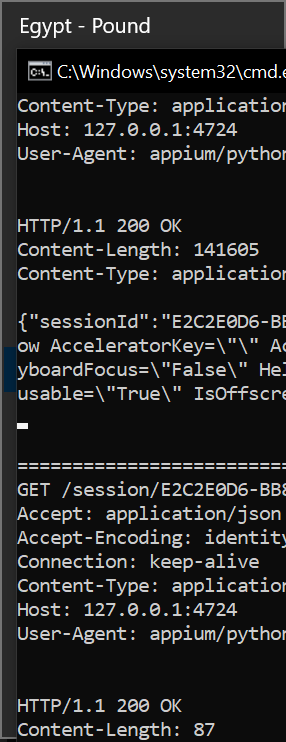 Egypt - Pound
C:\Windows\system32\cmd.e
Content-Type: application
Host: 127.0.0.1:4724
User-Agent: appium/python
HTTP/1.1 200 OK
Content-Length: 141605
Content-Type: application
{"sessionId":"E2C2E0D6-BB
ow AcceleratorKey=\"\" Ac
yboardFocus=\"False\" Hel
usable=\"True\" IsOffscre
==========================
GET /session/E2C2E0D6-BB8
Accept: application/json
Accept-Encoding: identity
Connection: keep-alive
Content-Type: application
Host: 127.0.0.1:4724
User-Agent: appium/python
HTTP/1.1 200 OK
Content-Length: 87